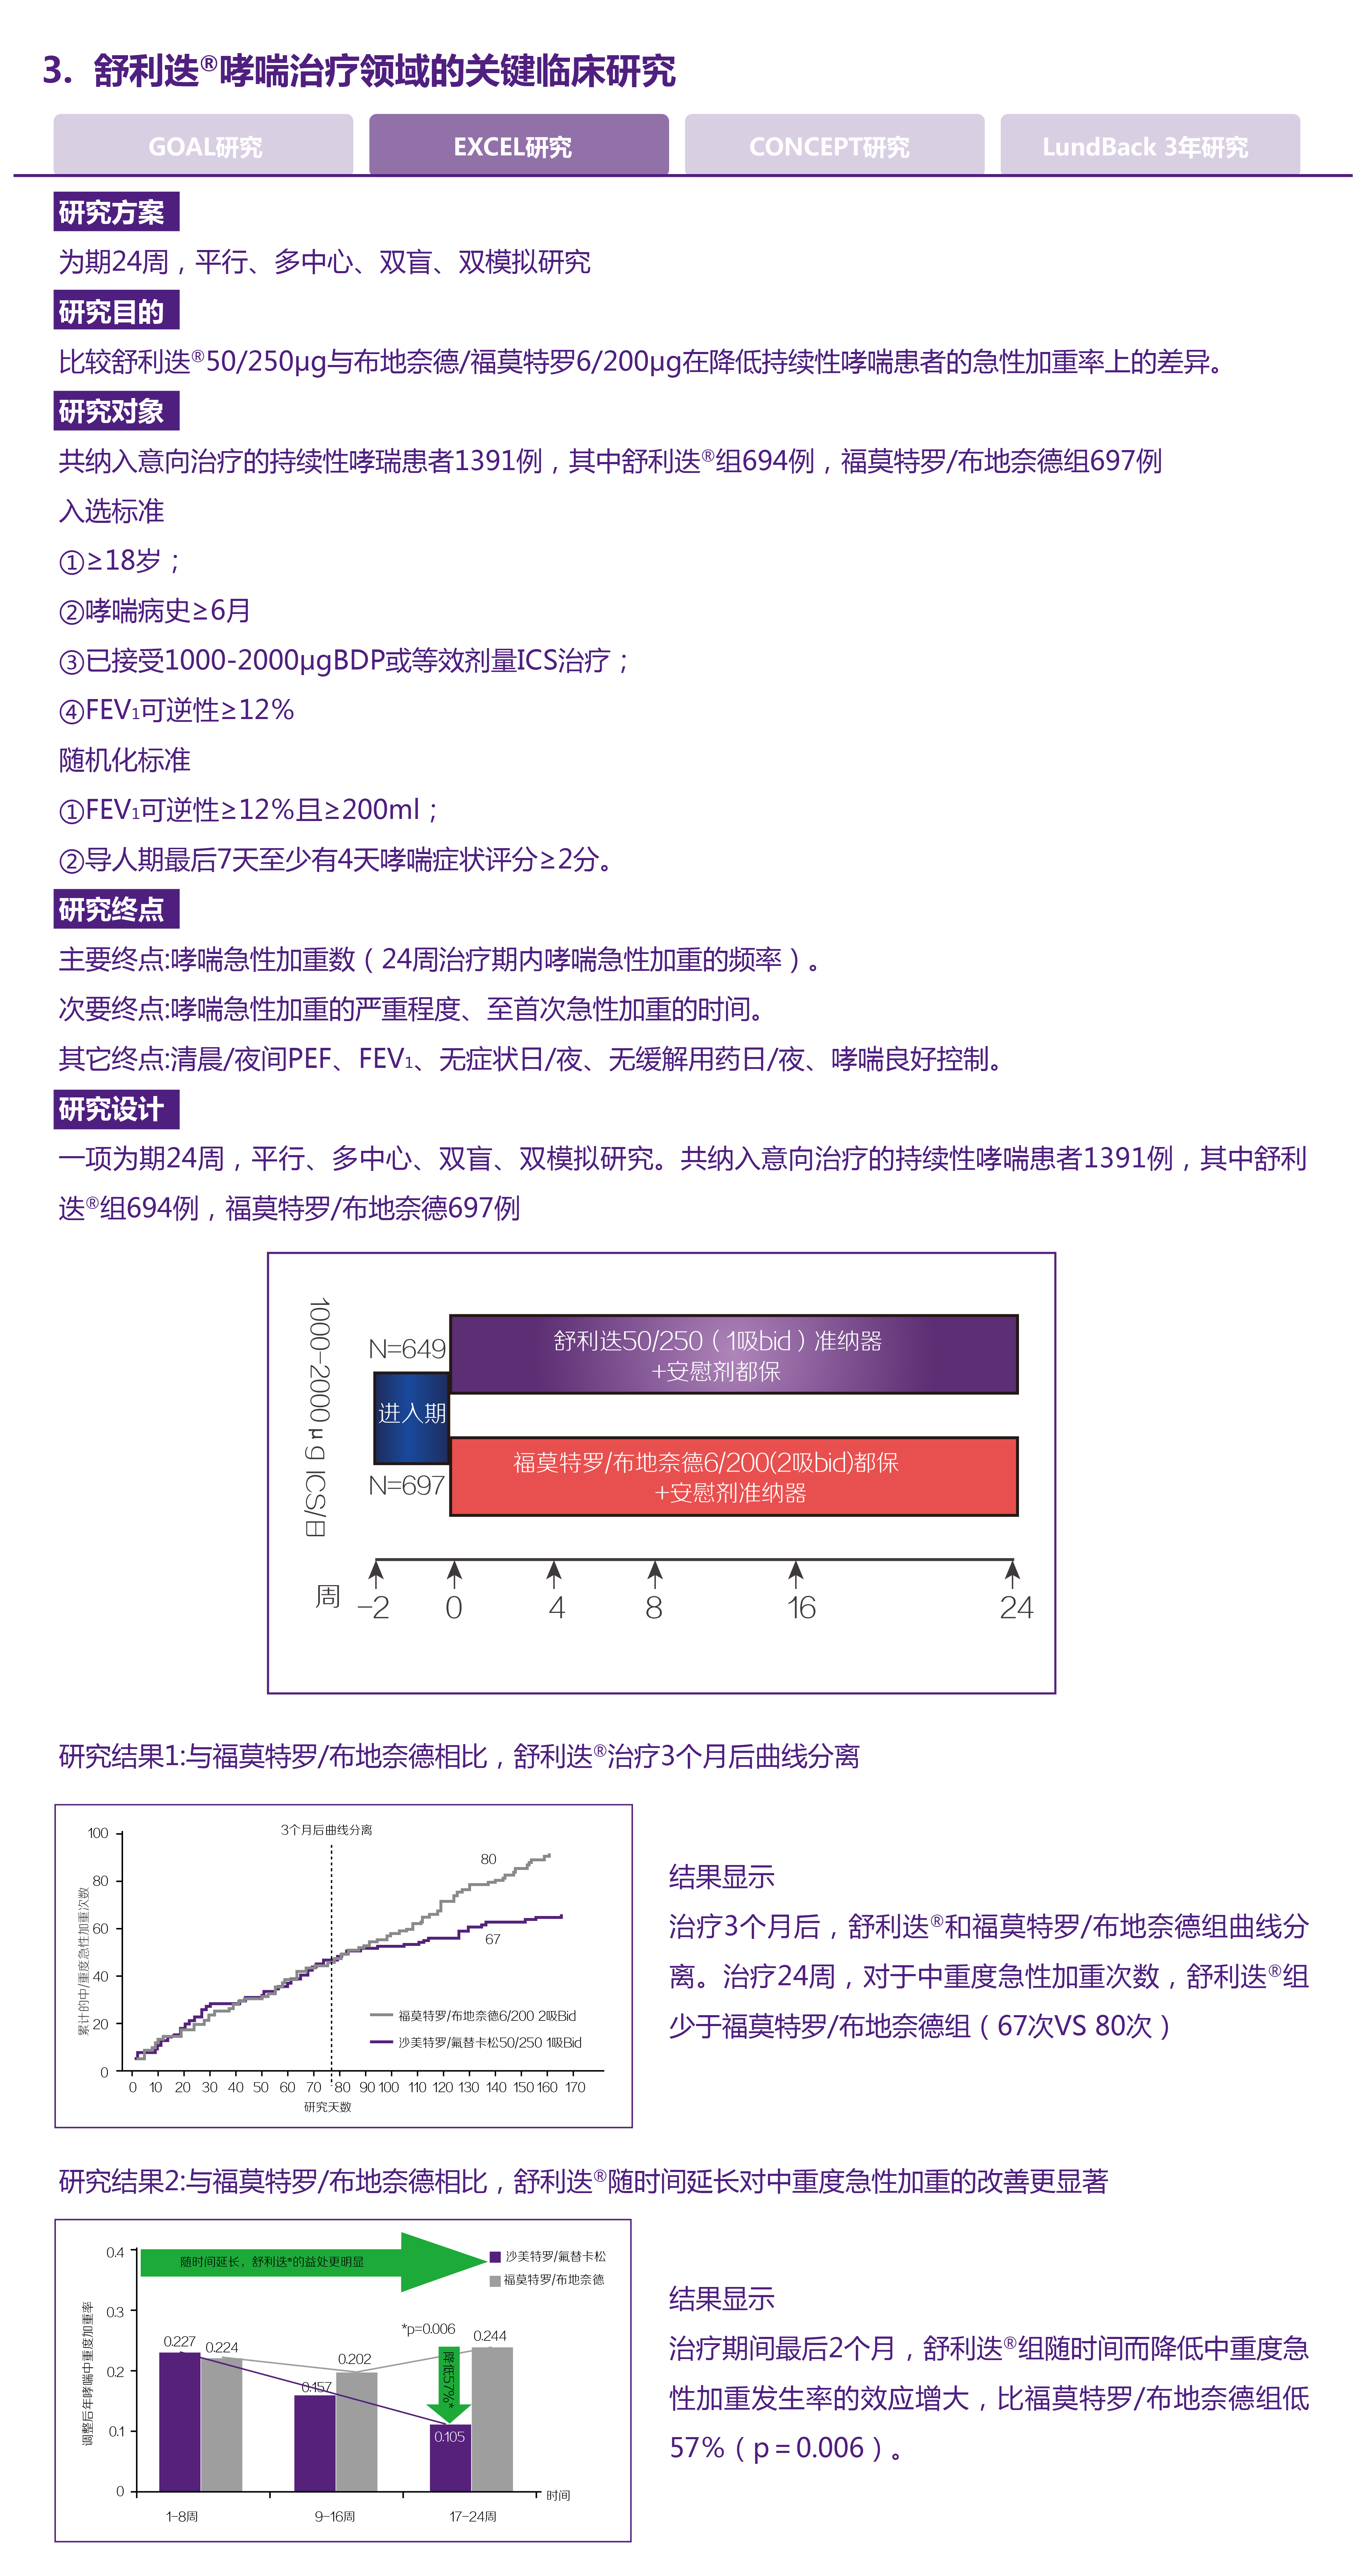 3. 舒利迭®哮喘治疗领域的关键临床研究
GOAL研究
EXCEL研究
CONCEPT研究
LundBack 3年研究
研究方案
为期24周，平行、多中心、双盲、双模拟研究
研究目的
比较舒利迭®50/250μg与布地奈德/福莫特罗6/200μg在降低持续性哮喘患者的急性加重率上的差异。
研究对象
共纳入意向治疗的持续性哮瑞患者1391例，其中舒利迭®组694例，福莫特罗/布地奈德组697例
入选标准
①≥18岁；
②哮喘病史≥6月
③已接受1000-2000μgBDP或等效剂量ICS治疗；
④FEV₁可逆性≥12%
随机化标准
①FEV₁可逆性≥12%且≥200ml；
②导人期最后7天至少有4天哮喘症状评分≥2分。
研究终点
主要终点:哮喘急性加重数（24周治疗期内哮喘急性加重的频率）。
次要终点:哮喘急性加重的严重程度、至首次急性加重的时间。
其它终点:清晨/夜间PEF、FEV₁、无症状日/夜、无缓解用药日/夜、哮喘良好控制。
研究设计
一项为期24周，平行、多中心、双盲、双模拟研究。共纳入意向治疗的持续性哮喘患者1391例，其中舒利
迭®组694例，福莫特罗/布地奈德697例
1000-2000μg ICS/日
N=649
舒利迭50/250（1吸bid）准纳器
+安慰剂都保
进入期
N=697
福莫特罗/布地奈德6/200(2吸bid)都保
+安慰剂准纳器
周
-2 0 4 8 16 24
研究结果1:与福莫特罗/布地奈德相比，舒利迭®治疗3个月后曲线分离
3个月后曲线分离
累计的中/重度急性加重次数
100
80
60
40
20
0
80
67
福莫特罗/布地奈德6/200 2吸Bid
沙美特罗/氟替卡松50/250 1吸Bid
0 10 20 30 40 50 60 70 80 90 100 110 120 130 140 150 160 170
研究天数
结果显示
治疗3个月后，舒利迭®和福莫特罗/布地奈德组曲线分
离。治疗24周，对于中重度急性加重次数，舒利迭®组
少于福莫特罗/布地奈德组（67次VS 80次）
研究结果2:与福莫特罗/布地奈德相比，舒利迭®随时间延长对中重度急性加重的改善更显著
调整后年哮喘中重度加重率
0.4
0.3
0.2
0.1
0
随时间延长，舒利迭®的益处更明显
沙美特罗/氟替卡松
福莫特罗/布地奈德
0.227
0.224
0.157
0.202
*p=0.006
0.244
降低57%*
0.105
时间
1-8周
9-16周
17-24周
结果显示
治疗期间最后2个月，舒利迭®组随时间而降低中重度急
性加重发生率的效应增大，比福莫特罗/布地奈德组低
57%（p＝0.006）。